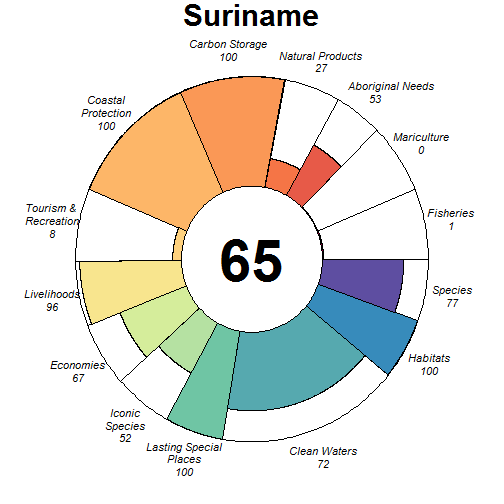 Suriname
Carbon Storage
100
Natural Products
27
Aboriginal Needs
53
Mariculture
0
Fisheries
1
Species
77
Habitats
100
Clean Waters
72
Lasting Special
Places
100
Iconic
Species
52
Economies
67
Livelihoods
96
Tourism &
Recreation
8
Coastal
Protection
100
65